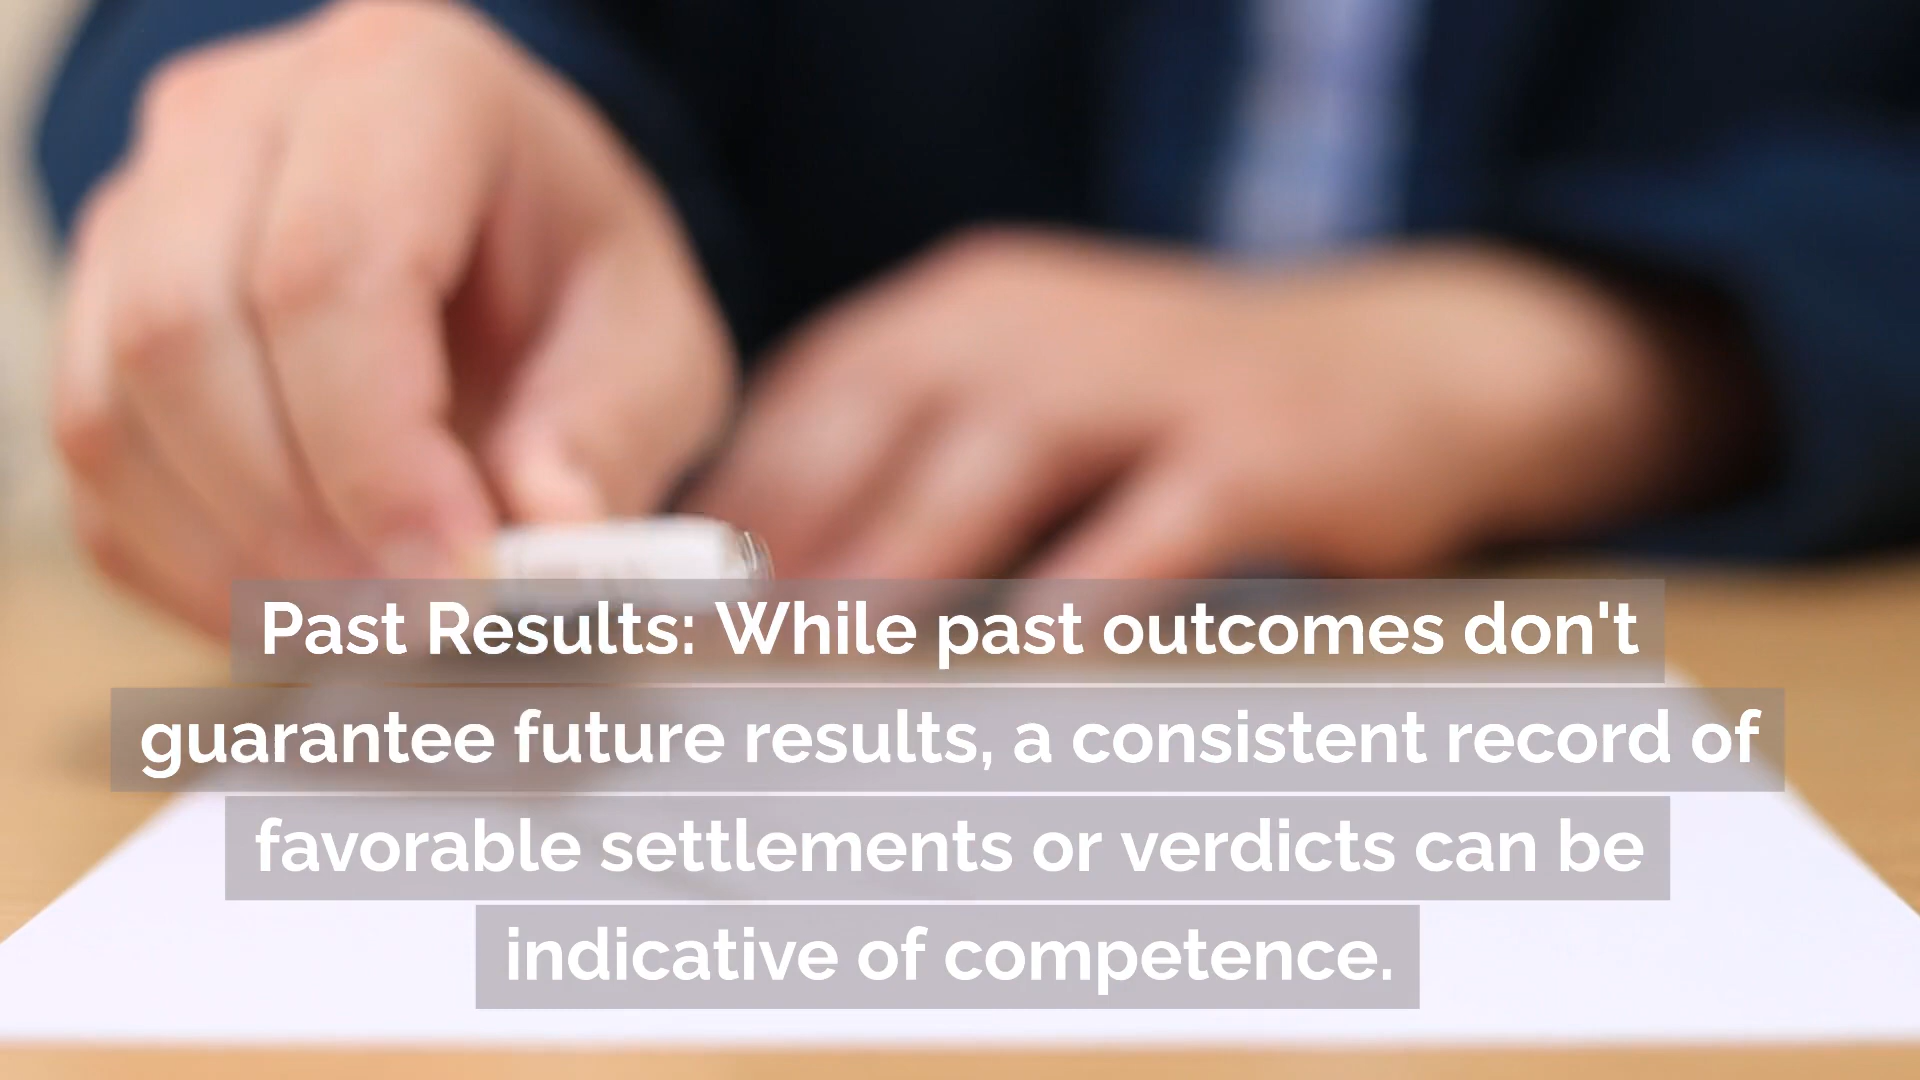 Past Results: While past outcomes don't
guarantee future results, a consistent record of
favorable settlements or verdicts can be
indicative of competence.